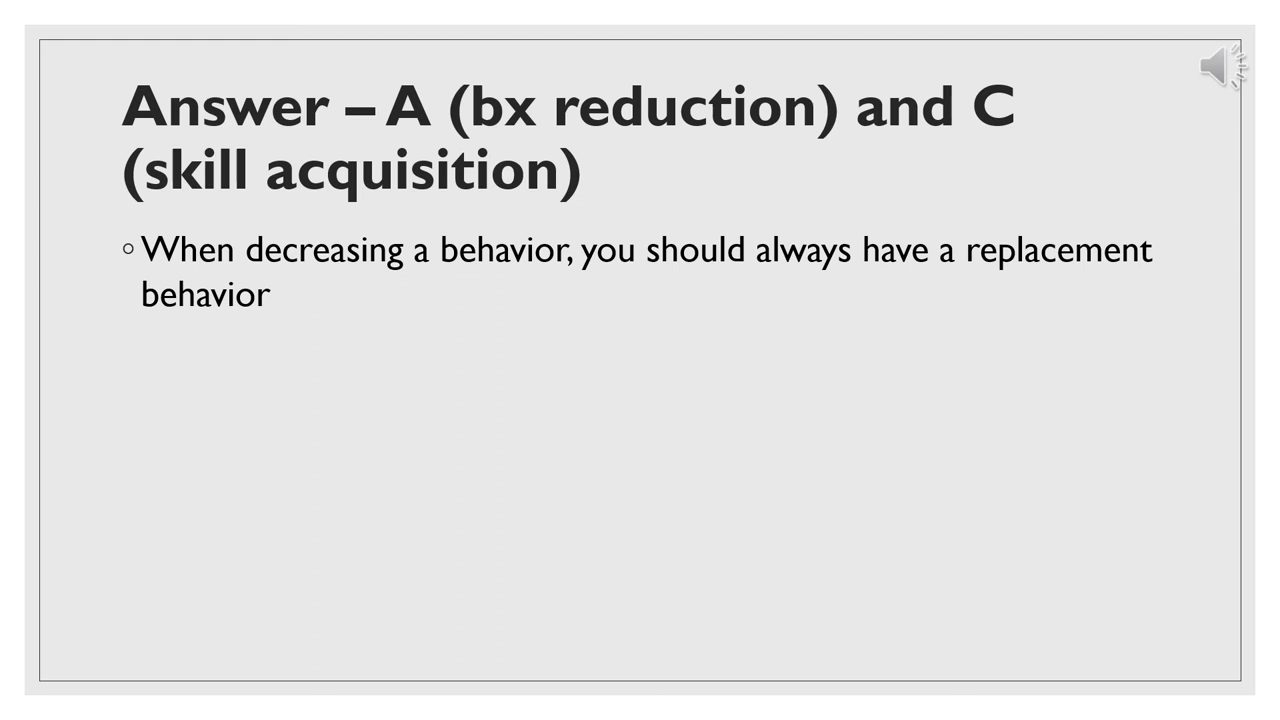 Answer – A (bx reduction) and C
(skill acquisition)
◦ When decreasing a behavior, you should always have a replacement
behavior